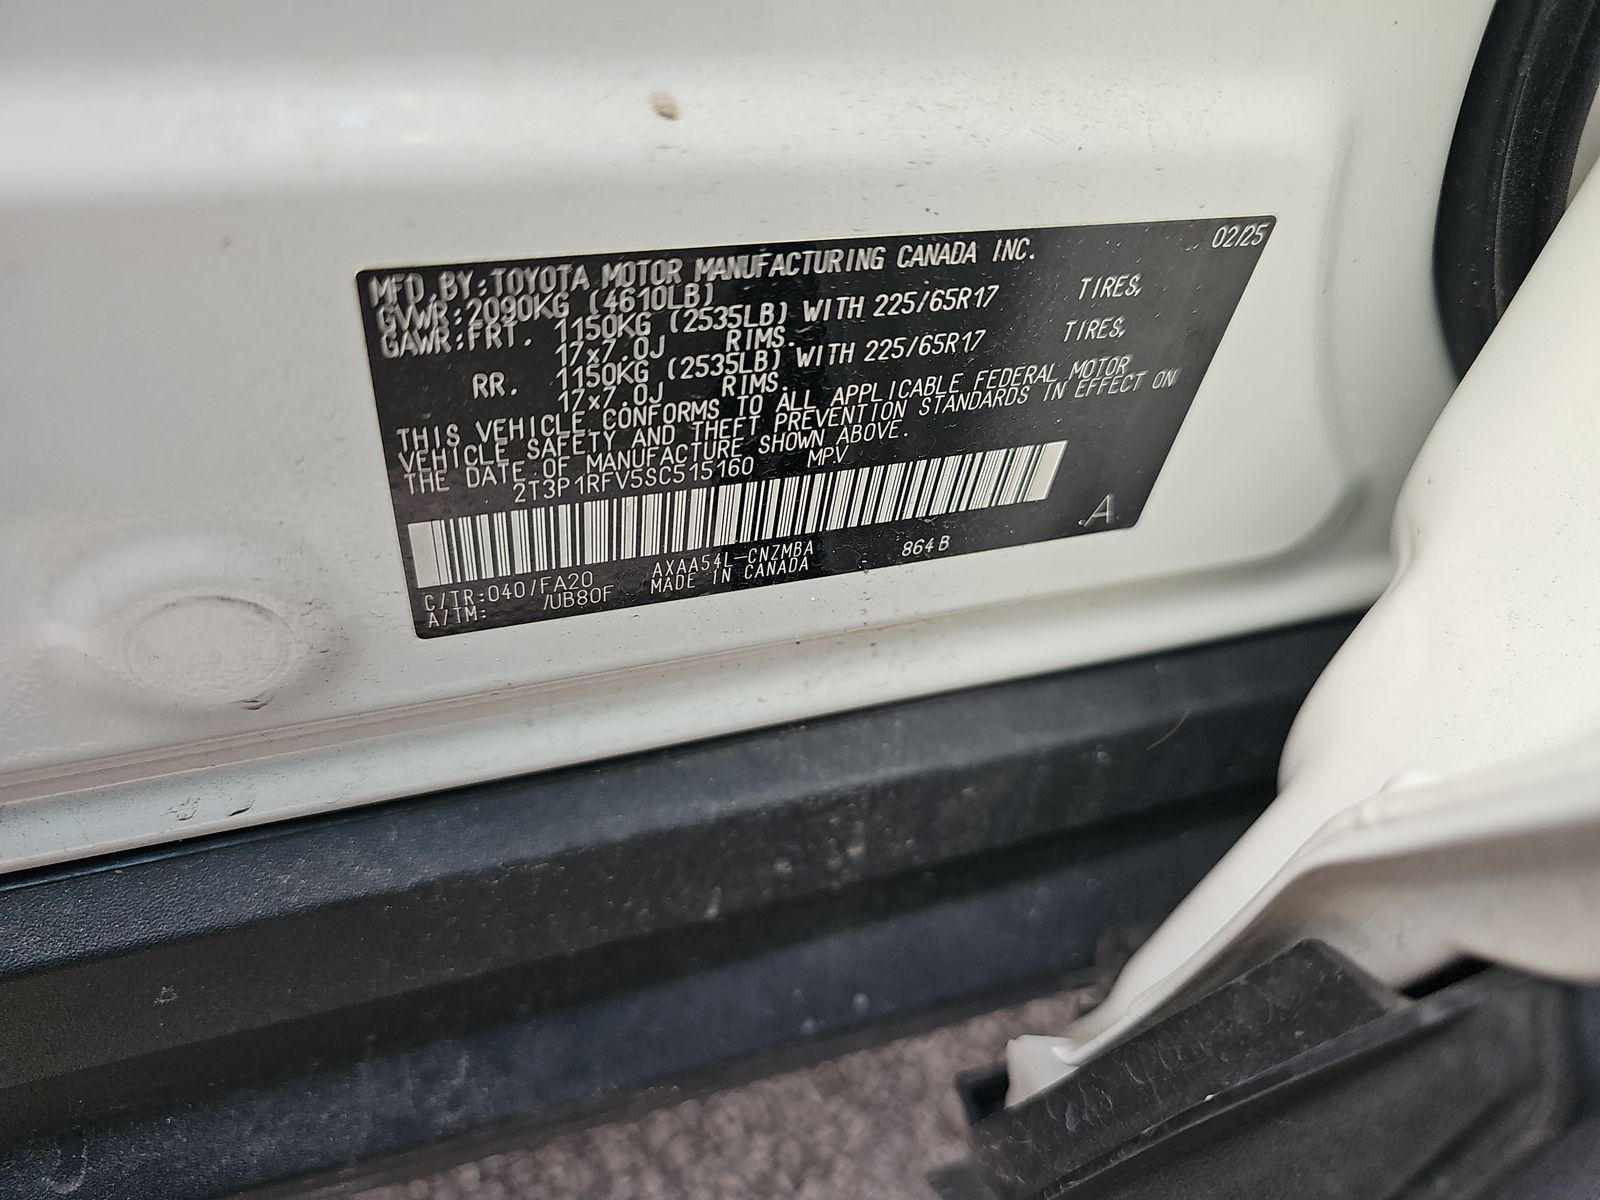 02/25
MFD.BY:TOYOTA MOTOR MANUFACTURING CANADA INC.
GVWR:2090KG (4610LB)
GAWR:FRT. 1150KG (2535LB) WITH 225/65R17 TIRES,
17x7.0J RIMS.
RR. 1150KG (2535LB) WITH 225/65R17 TIRES,
17x7.0J RIMS.
THIS VEHICLE CONFORMS TO ALL APPLICABLE FEDERAL MOTOR
VEHICLE SAFETY AND THEFT PREVENTION STANDARDS IN EFFECT ON
THE DATE OF MANUFACTURE SHOWN ABOVE.
2T3P1RFV5SC515160 MPV
A
C/TR:040/FA20 AXAA54L-CNZMBA 864B
A/TM: /UB80F MADE IN CANADA